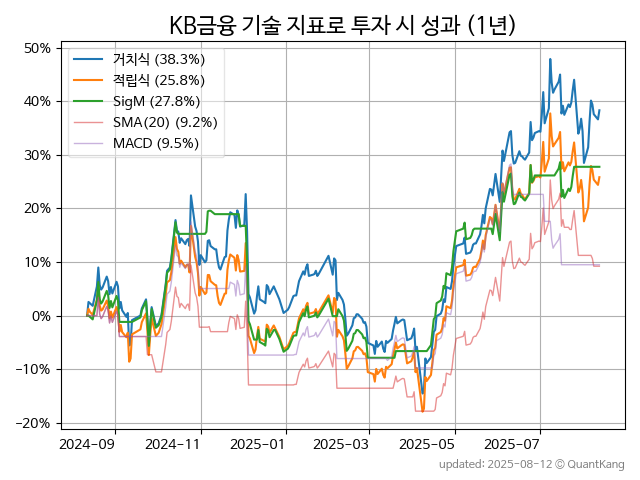 KB금융 기술 지표로 투자 시 성과 (1년)
50%
40%
30%
20%
10%
0%
−10%
−20%
거치식 (38.3%)
적립식 (25.8%)
SigM (27.8%)
SMA(20) (9.2%)
MACD (9.5%)
2024-09
2024-11
2025-01
2025-03
2025-05
2025-07
updated: 2025-08-12 © QuantKang